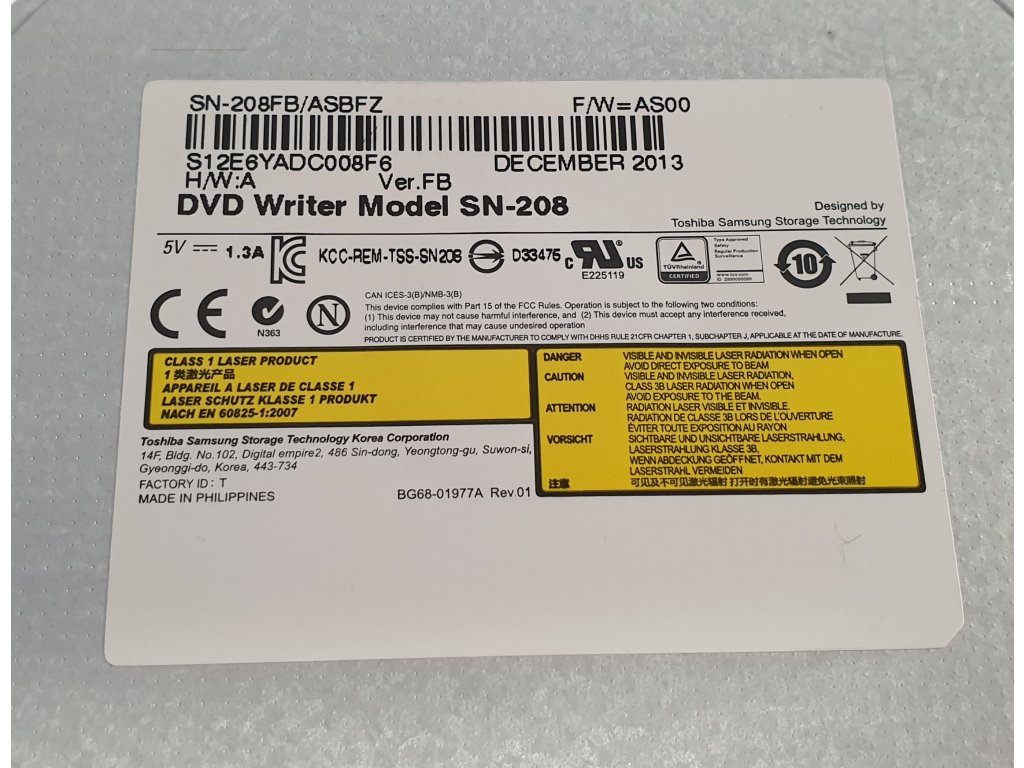 SN-208FB/ASBFZ F/W=AS00
S12E6YADC008F6 DECEMBER 2013
H/W:A Ver.FB
DVD Writer Model SN-208
Designed by
Toshiba Samsung Storage Technology
5V 1.3A KCC-REM-TSS-SN208 D33475 c UL US
E225119
TÜVRheinland
CERTIFIED
Type Approved
Safety
Regular Production
Surveillance
www.tuv.com
ID 2000000000
10
CE N363 N
CAN ICES-3(B)/NMB-3(B)
This device complies with Part 15 of the FCC Rules. Operation is subject to the following two conditions:
(1) This device may not cause harmful interference, and (2) This device must accept any interference received,
including interference that may cause undesired operation
PRODUCT IS CERTIFIED BY THE MANUFACTURER TO COMPLY WITH DHHS RULE 21CFR CHAPTER 1, SUBCHAPTER J, APPLICABLE AT THE DATE OF MANUFACTURE.
CLASS 1 LASER PRODUCT
1 类激光产品
APPAREIL A LASER DE CLASSE 1
LASER SCHUTZ KLASSE 1 PRODUKT
NACH EN 60825-1:2007
DANGER VISIBLE AND INVISIBLE LASER RADIATION WHEN OPEN
AVOID DIRECT EXPOSURE TO BEAM
CAUTION VISIBLE AND INVISIBLE LASER RADIATION,
CLASS 3B LASER RADIATION WHEN OPEN
AVOID EXPOSURE TO THE BEAM.
ATTENTION RADIATION LASER VISIBLE ET INVISIBLE.
RADIATION DE CLASSE 3B LORS DE L'OUVERTURE
ÉVITER TOUTE EXPOSITION AU RAYON
VORSICHT SICHTBARE UND UNSICHTBARE LASERSTRAHLUNG,
LASERSTRAHLUNG KLASSE 3B,
WENN ABDECKUNG GEÖFFNET, KONTAKT MIT DEM
LASERSTRAHL VERMEIDEN
注意 可见及不可见激光辐射 打开时有激光辐射避免光束照射
Toshiba Samsung Storage Technology Korea Corporation
14F, Bldg. No.102, Digital empire2, 486 Sin-dong, Yeongtong-gu, Suwon-si,
Gyeonggi-do, Korea, 443-734
FACTORY ID : T
MADE IN PHILIPPINES BG68-01977A Rev.01